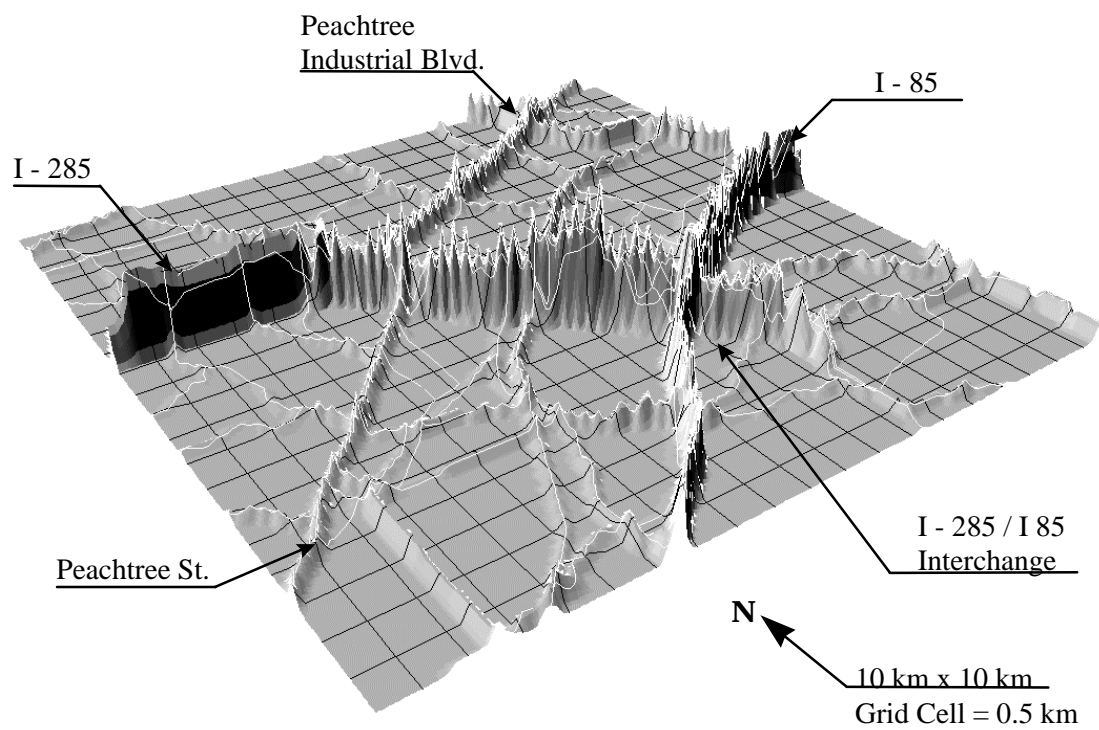 Peachtree
Industrial Blvd.
I - 85
I - 285
I - 285 / I 85
Interchange
Peachtree St.
N
10 km x 10 km
Grid Cell = 0.5 km